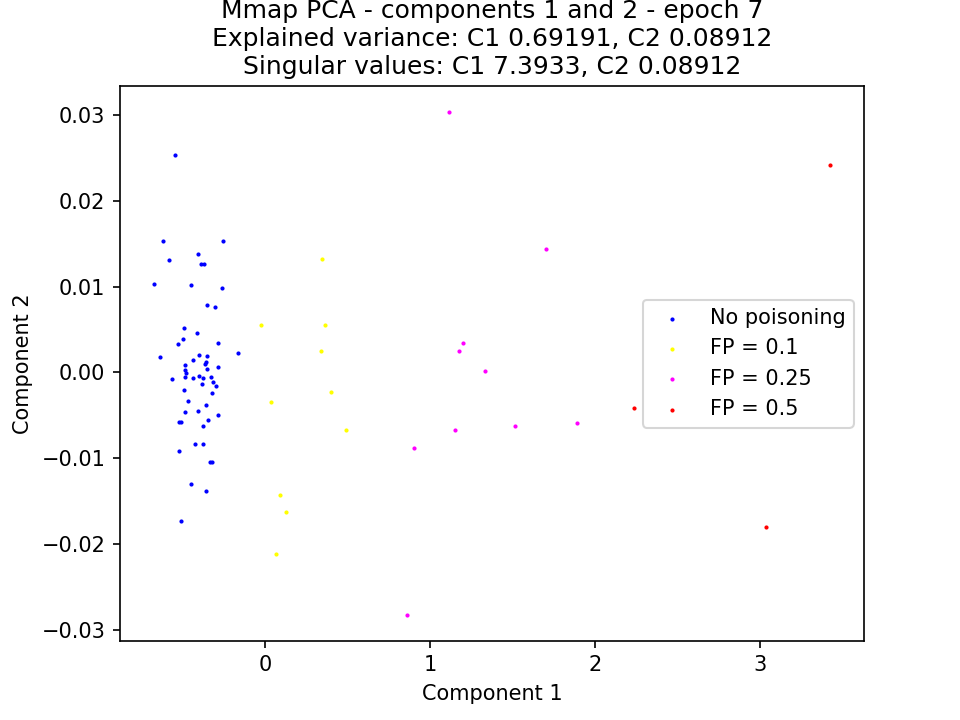 Mmap PCA - components 1 and 2 - epoch 7
Explained variance: C1 0.69191, C2 0.08912
Singular values: C1 7.3933, C2 0.08912
0.03
0.02
0.01
0.00
−0.01
−0.02
−0.03
Component 2
No poisoning
FP = 0.1
FP = 0.25
FP = 0.5
0 1 2 3
Component 1